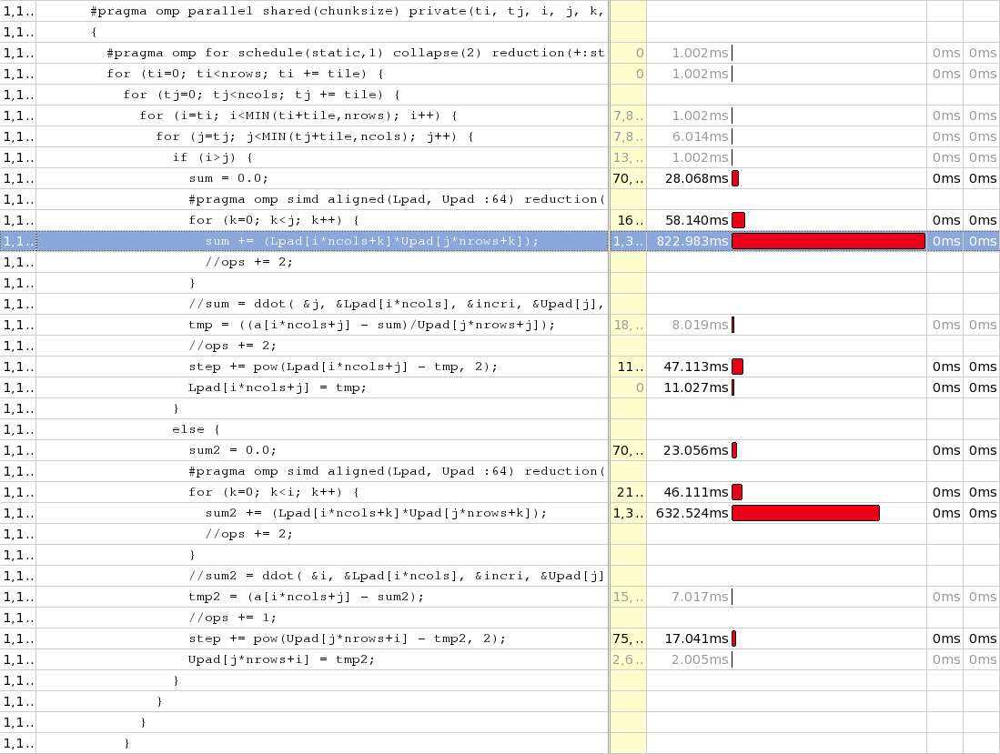 1,1.. #pragma omp parallel shared(chunksize) private(ti, tj, i, j, k,
1,1.. {
1,1.. #pragma omp for schedule(static,1) collapse(2) reduction(+:st 0 1.002ms 0ms 0ms
1,1.. for (ti=0; ti<nrows; ti += tile) { 0 1.002ms 0ms 0ms
1,1.. for (tj=0; tj<ncols; tj += tile) {
1,1.. for (i=ti; i<MIN(ti+tile,nrows); i++) { 7,8.. 1.002ms 0ms 0ms
1,1.. for (j=tj; j<MIN(tj+tile,ncols); j++) { 7,8.. 6.014ms 0ms 0ms
1,1.. if (i>j) { 13,.. 1.002ms 0ms 0ms
1,1.. sum = 0.0; 70,.. 28.068ms 0ms 0ms
1,1.. #pragma omp simd aligned(Lpad, Upad :64) reduction(
1,1.. for (k=0; k<j; k++) { 16.. 58.140ms 0ms 0ms
1,1.. sum += (Lpad[i*ncols+k]*Upad[j*nrows+k]); 1,3.. 822.983ms 0ms 0ms
1,1.. //ops += 2;
1,1.. }
1,1.. //sum = ddot( &j, &Lpad[i*ncols], &incri, &Upad[j],
1,1.. tmp = ((a[i*ncols+j] - sum)/Upad[j*nrows+j]); 18,.. 8.019ms 0ms 0ms
1,1.. //ops += 2;
1,1.. step += pow(Lpad[i*ncols+j] - tmp, 2); 11.. 47.113ms 0ms 0ms
1,1.. Lpad[i*ncols+j] = tmp; 0 11.027ms 0ms 0ms
1,1.. }
1,1.. else {
1,1.. sum2 = 0.0; 70,.. 23.056ms 0ms 0ms
1,1.. #pragma omp simd aligned(Lpad, Upad :64) reduction(
1,1.. for (k=0; k<i; k++) { 21.. 46.111ms 0ms 0ms
1,1.. sum2 += (Lpad[i*ncols+k]*Upad[j*nrows+k]); 1,3.. 632.524ms 0ms 0ms
1,1.. //ops += 2;
1,1.. }
1,1.. //sum2 = ddot( &i, &Lpad[i*ncols], &incri, &Upad[j]
1,1.. tmp2 = (a[i*ncols+j] - sum2); 15,.. 7.017ms 0ms 0ms
1,1.. //ops += 1;
1,1.. step += pow(Upad[j*nrows+i] - tmp2, 2); 75,.. 17.041ms 0ms 0ms
1,1.. Upad[j*nrows+i] = tmp2; 2,6.. 2.005ms 0ms 0ms
1,1.. }
1,1.. }
1,1.. }
1,1.. }